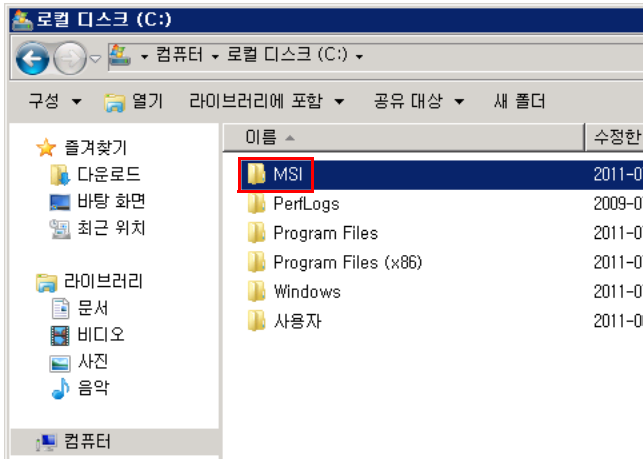 로컬 디스크 (C:)
컴퓨터 로컬 디스크 (C:)
구성 열기 라이브러리에 포함 공유 대상 새 폴더
즐겨찾기
다운로드
바탕 화면
최근 위치
라이브러리
문서
비디오
사진
음악
컴퓨터
이름 수정한
MSI 2011-0
PerfLogs 2009-0
Program Files 2011-0
Program Files (x86) 2011-0
Windows 2011-0
사용자 2011-0